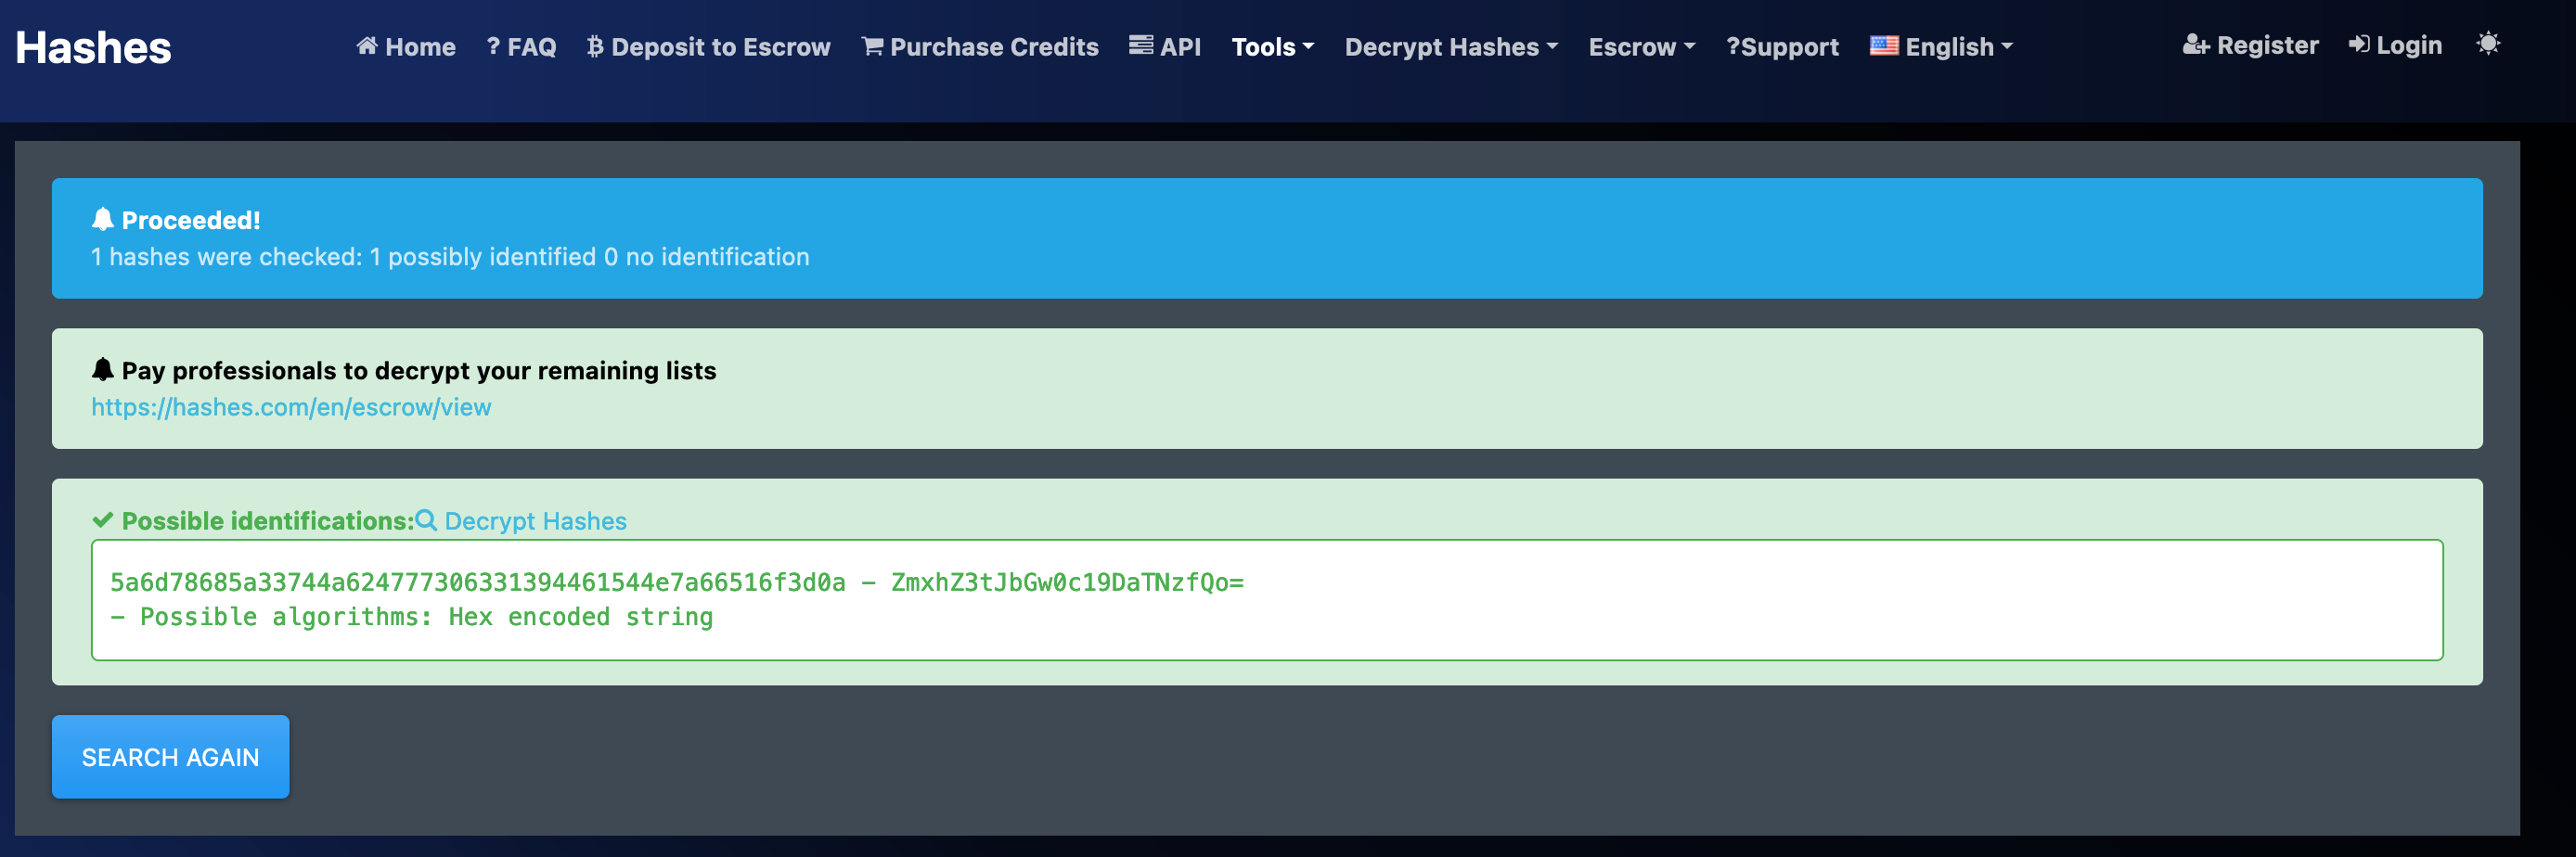 Hashes
Home ? FAQ Deposit to Escrow Purchase Credits API Tools Decrypt Hashes Escrow ?Support English Register Login
Proceeded!
1 hashes were checked: 1 possibly identified 0 no identification
Pay professionals to decrypt your remaining lists
https://hashes.com/en/escrow/view
Possible identifications: Decrypt Hashes
5a6d78685a33744a624777306331394461544e7a66516f3d0a - ZmxhZ3tJbGw0c19DaTNzfQo=
- Possible algorithms: Hex encoded string
SEARCH AGAIN